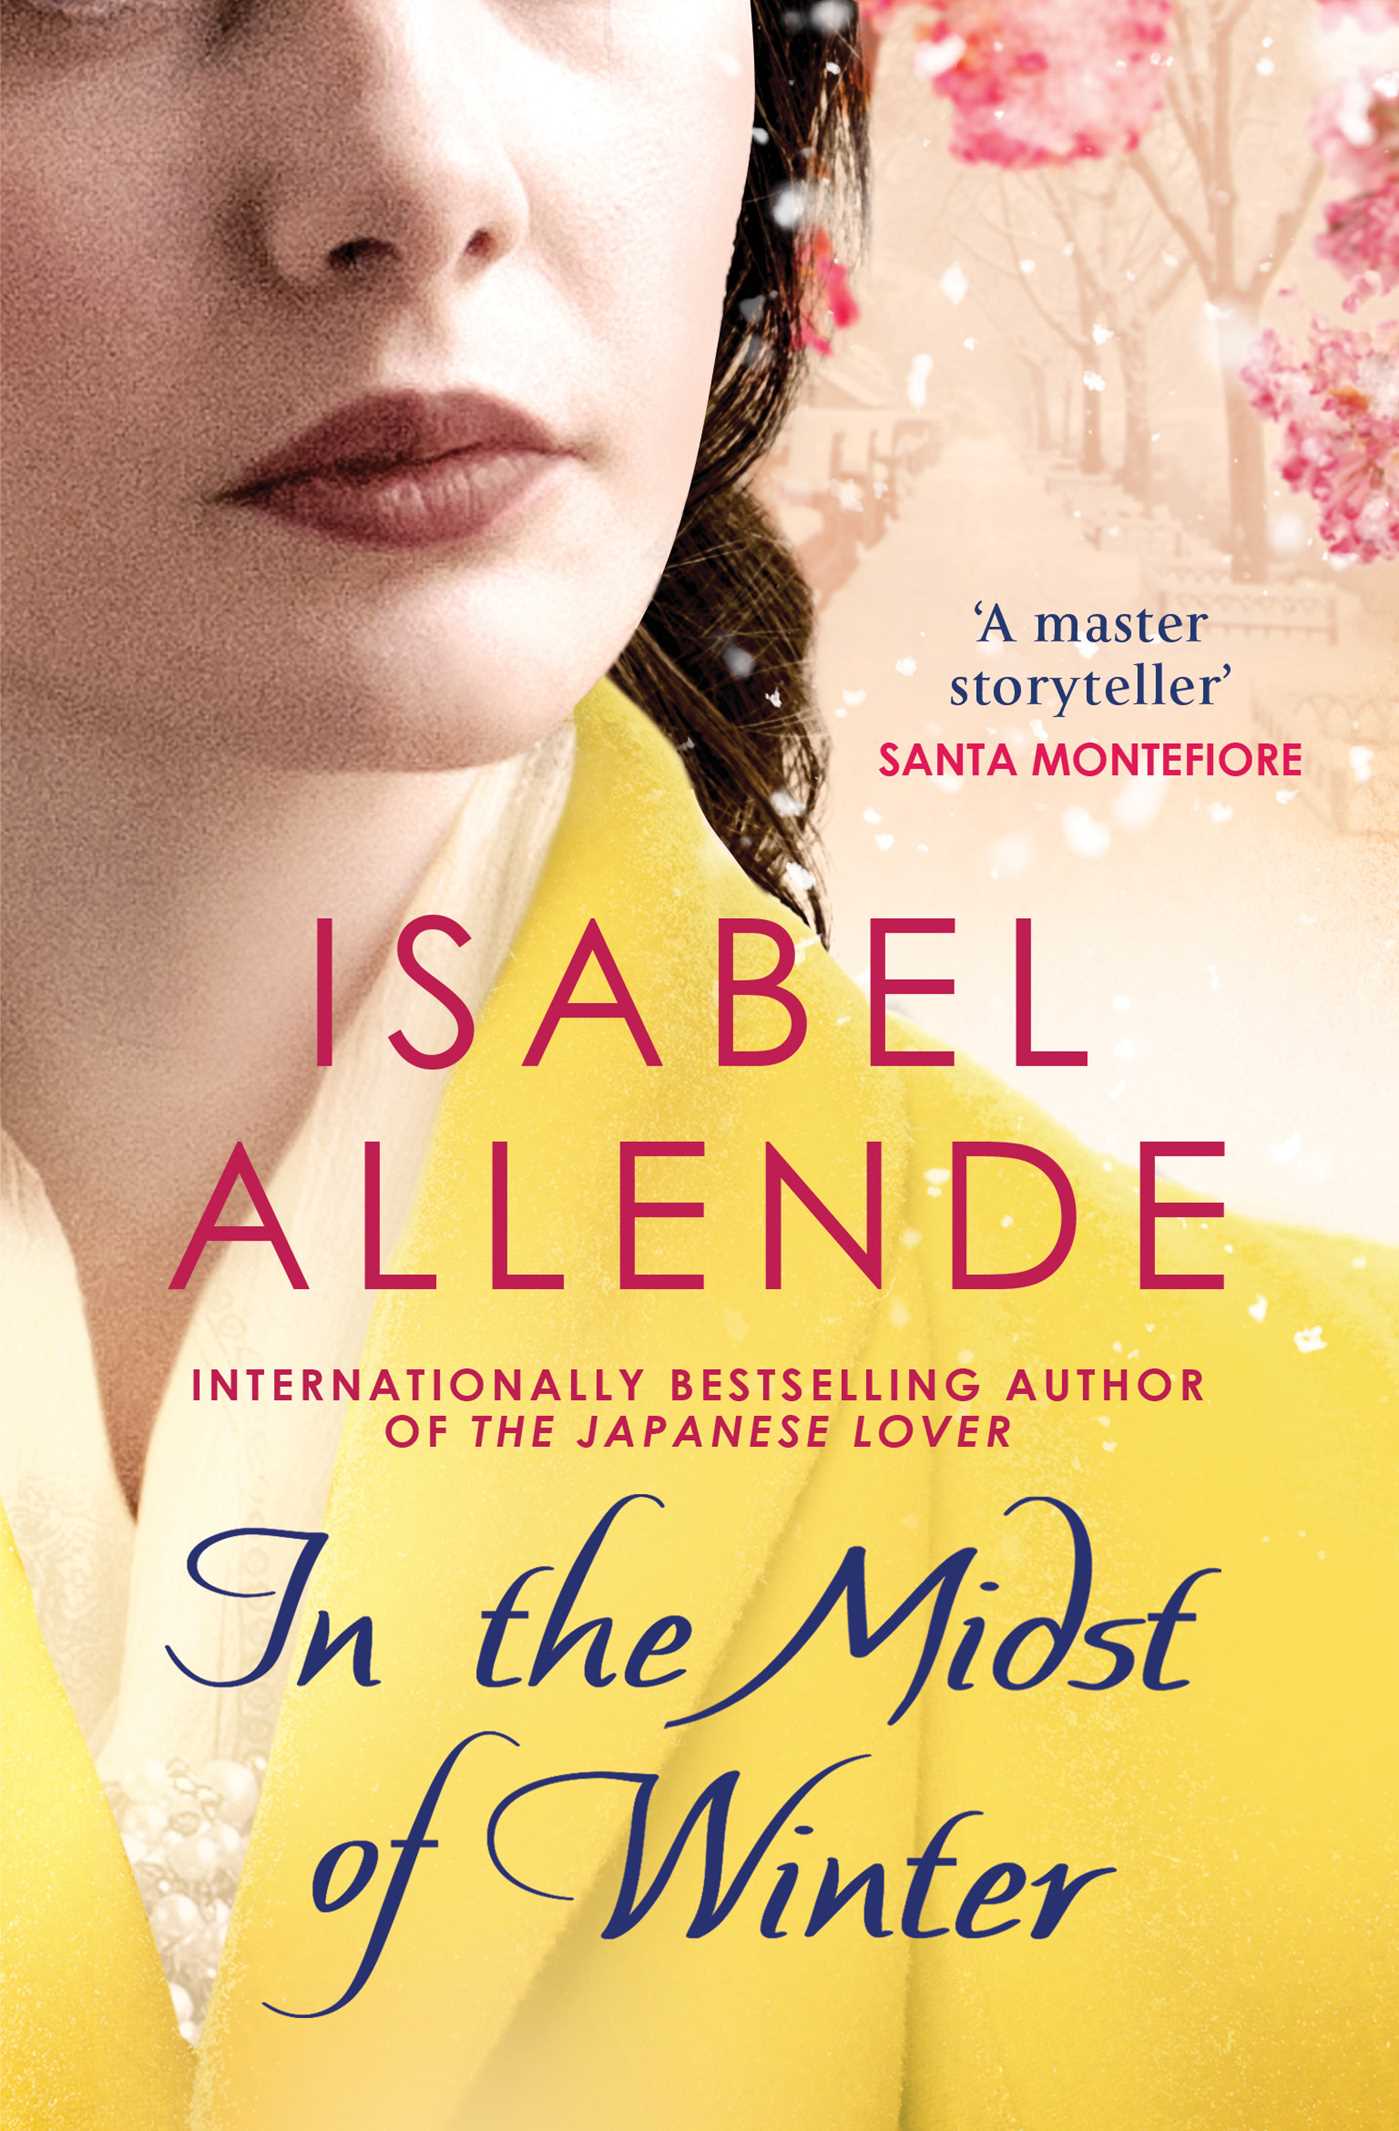 ‘A master
storyteller’
SANTA MONTEFIORE
ISABEL
ALLENDE
INTERNATIONALLY BESTSELLING AUTHOR
OF THE JAPANESE LOVER
In the Midst
of Winter